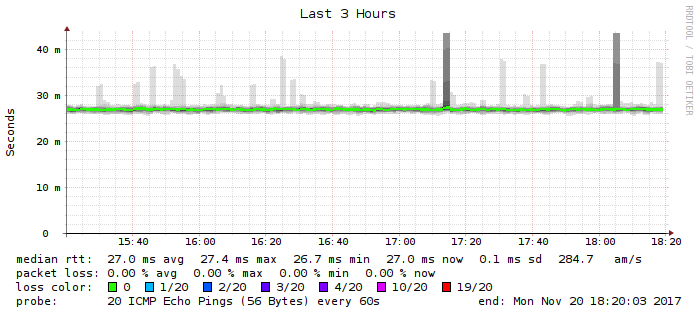 Last 3 Hours
RRDTOOL / TOBI OETIKER
Seconds
40 m
30 m
20 m
10 m
0
15:40 16:00 16:20 16:40 17:00 17:20 17:40 18:00 18:20
median rtt: 27.0 ms avg 27.4 ms max 26.7 ms min 27.0 ms now 0.1 ms sd 284.7 am/s
packet loss: 0.00 % avg 0.00 % max 0.00 % min 0.00 % now
loss color: 0 1/20 2/20 3/20 4/20 10/20 19/20
probe: 20 ICMP Echo Pings (56 Bytes) every 60s end: Mon Nov 20 18:20:03 2017